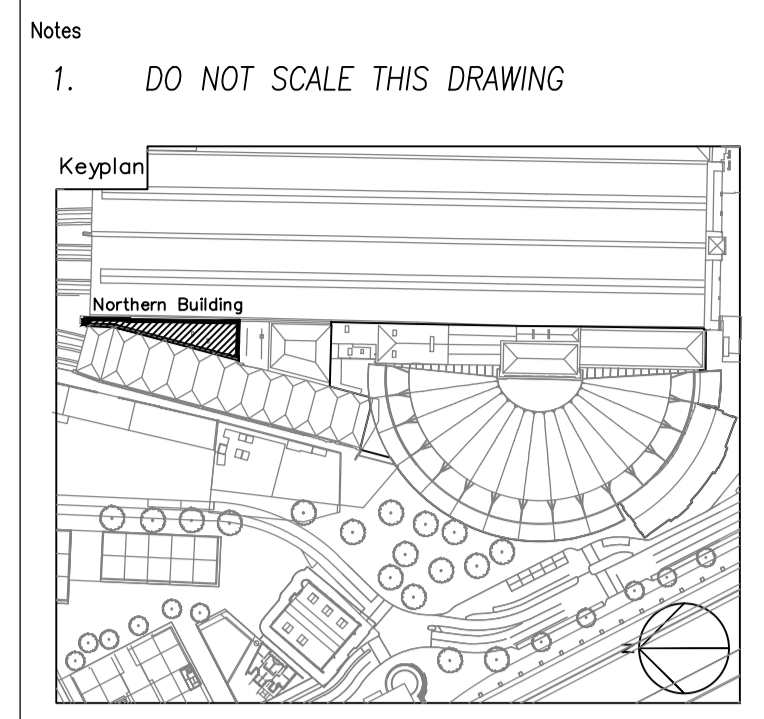 Notes
1. DO NOT SCALE THIS DRAWING
Keyplan
Northern Building
N